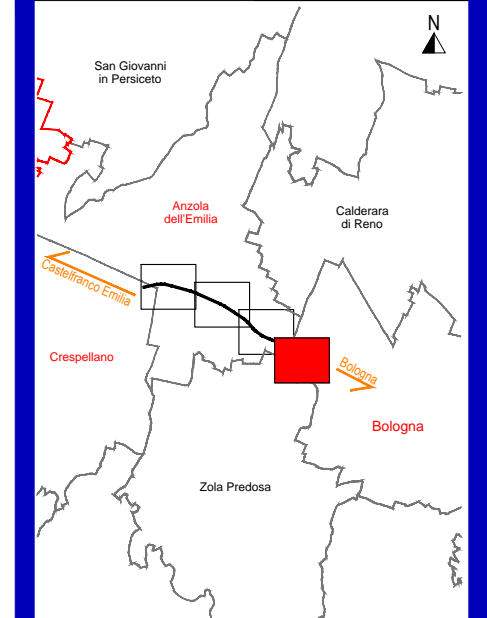 N
San Giovanni
in Persiceto
Anzola
dell'Emilia
Calderara
di Reno
Castelfranco Emilia
Crespellano
Bologna
Bologna
Zola Predosa